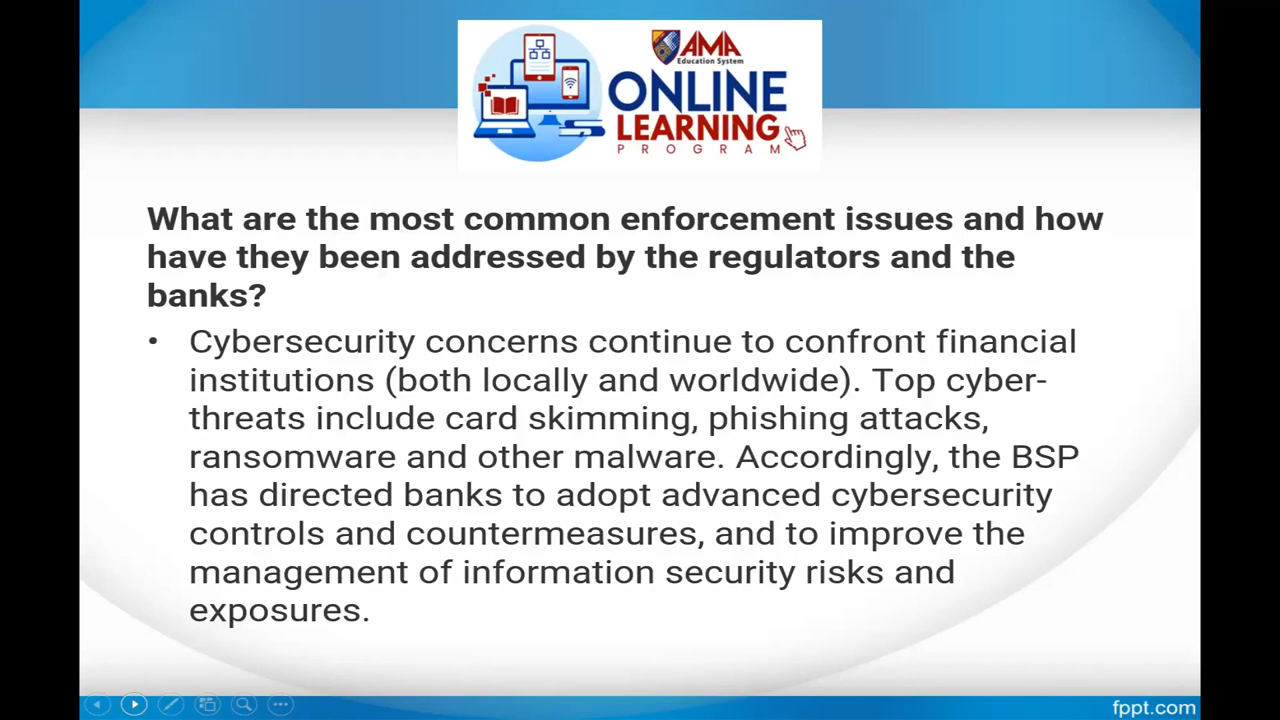 AMA
Education System
ONLINE
LEARNING
PROGRAM
What are the most common enforcement issues and how
have they been addressed by the regulators and the
banks?
• Cybersecurity concerns continue to confront financial
institutions (both locally and worldwide). Top cyber-
threats include card skimming, phishing attacks,
ransomware and other malware. Accordingly, the BSP
has directed banks to adopt advanced cybersecurity
controls and countermeasures, and to improve the
management of information security risks and
exposures.
fppt.com